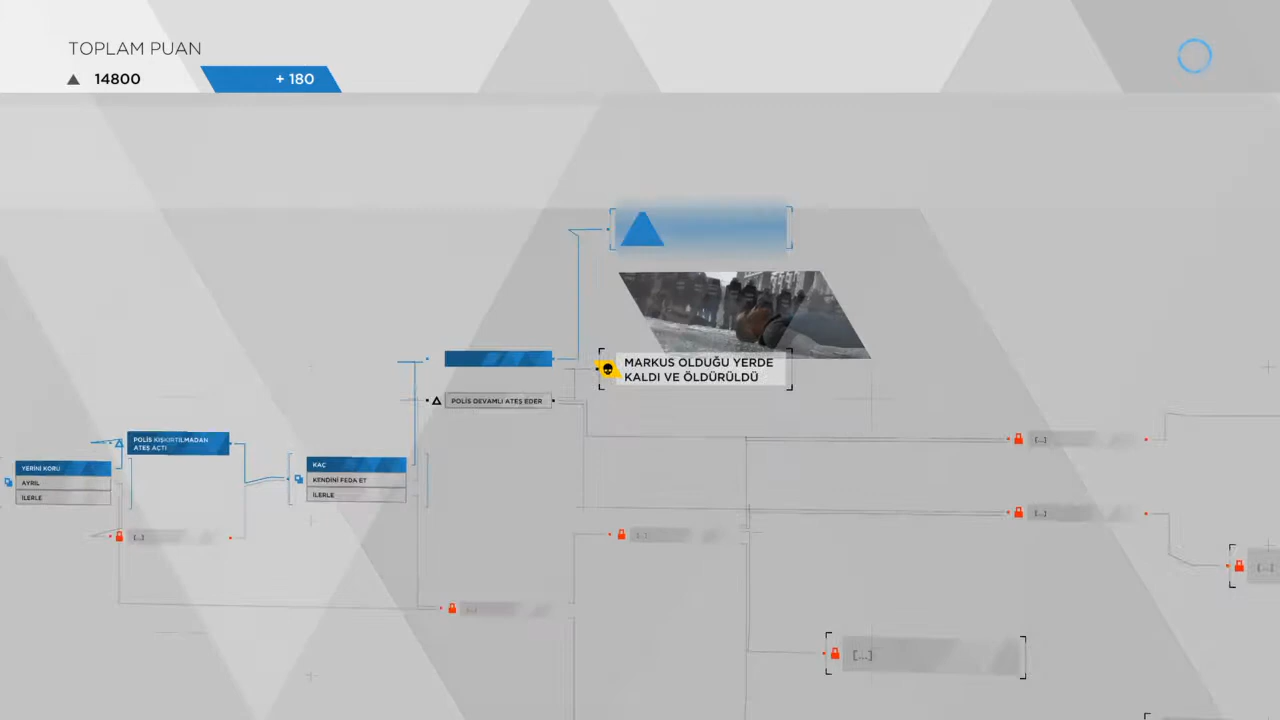 TOPLAM PUAN
14800
+ 180
MARKUS OLDUĞU YERDE
KALDI VE ÖLDÜRÜLDÜ
POLİS DEVAMLI ATEŞ EDER
POLİS KIŞKIRTILMADAN
ATEŞ AÇTI
YERİNİ KORU
AYRIL
İLERLE
KAÇ
KENDİNİ FEDA ET
İLERLE
[...]
[...]
[...]
[...]
[...]
[...]
[...]